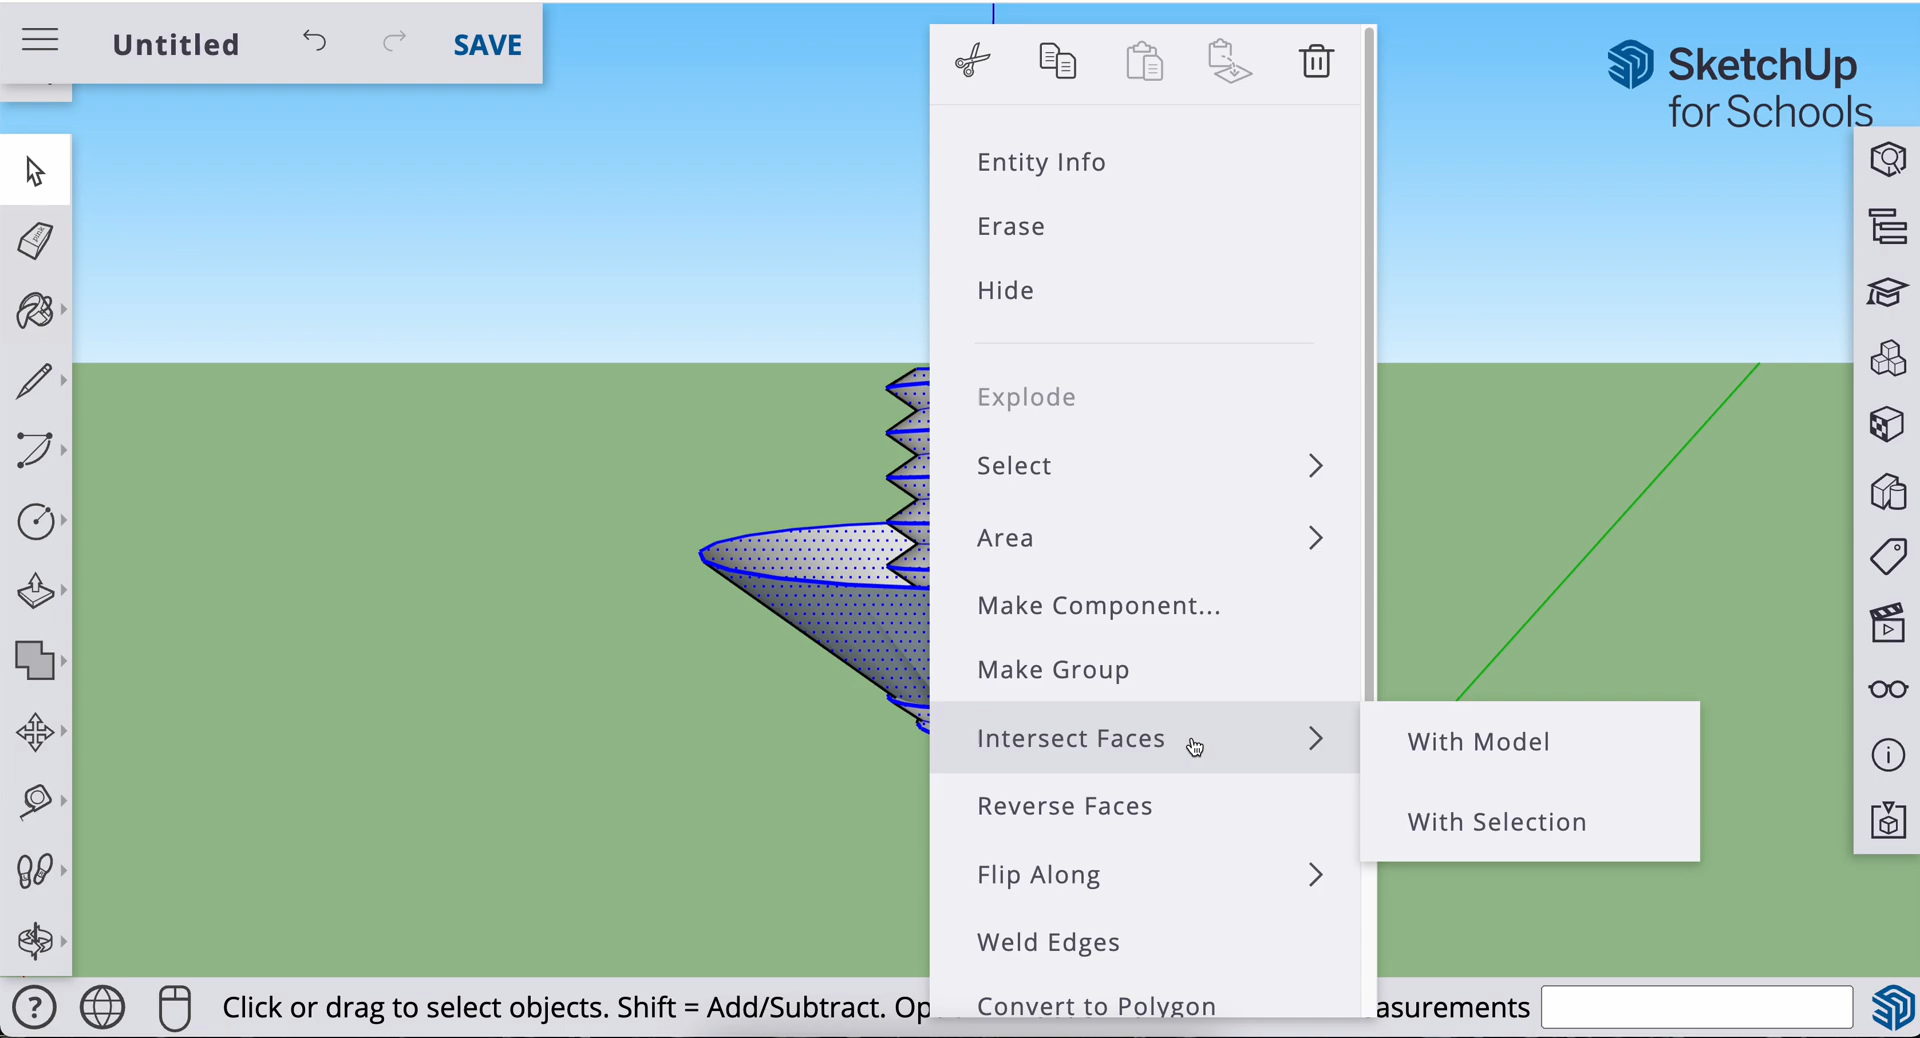 Untitled
SAVE
SketchUp
for Schools
Entity Info
Erase
Hide
Explode
Select
Area
Make Component...
Make Group
Intersect Faces
With Model
Reverse Faces
With Selection
Flip Along
Weld Edges
Convert to Polygon
Click or drag to select objects. Shift = Add/Subtract. Op
asurements